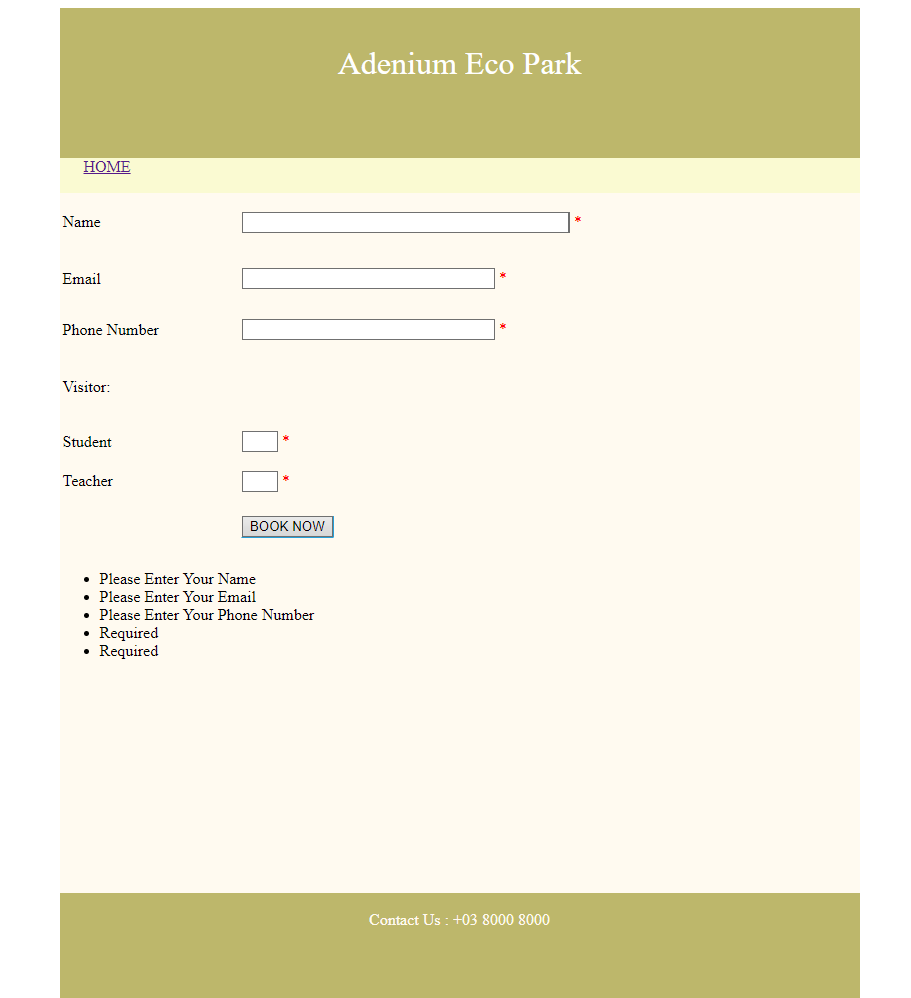 Adenium Eco Park
HOME
Name *
Email *
Phone Number *
Visitor:
Student *
Teacher *
BOOK NOW
• Please Enter Your Name
• Please Enter Your Email
• Please Enter Your Phone Number
• Required
• Required
Contact Us : +03 8000 8000